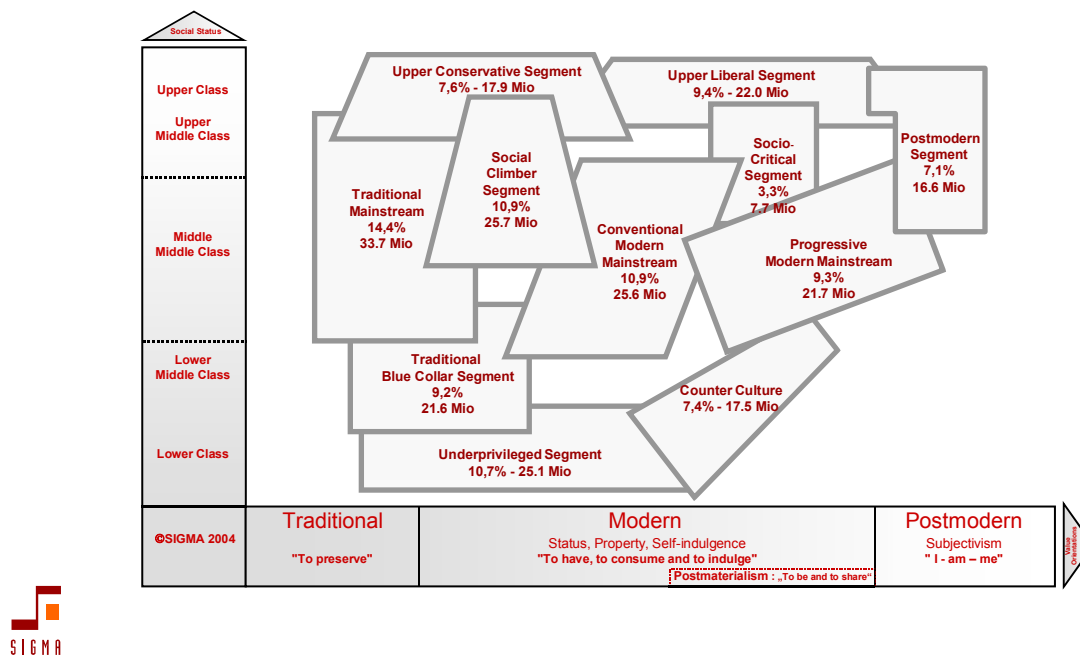 Social Status
Upper Class
Upper
Middle Class
Middle
Middle Class
Lower
Middle Class
Lower Class
Upper Conservative Segment
7,6% - 17.9 Mio
Upper Liberal Segment
9,4% - 22.0 Mio
Social
Climber
Segment
10,9%
25.7 Mio
Socio-
Critical
Segment
3,3%
7.7 Mio
Postmodern
Segment
7,1%
16.6 Mio
Traditional
Mainstream
14,4%
33.7 Mio
Conventional
Modern
Mainstream
10,9%
25.6 Mio
Progressive
Modern Mainstream
9,3%
21.7 Mio
Traditional
Blue Collar Segment
9,2%
21.6 Mio
Counter Culture
7,4% - 17.5 Mio
Underprivileged Segment
10,7% - 25.1 Mio
©SIGMA 2004
Traditional
"To preserve"
Modern
Status, Property, Self-indulgence
"To have, to consume and to indulge"
Postmaterialism : „To be and to share“
Postmodern
Subjectivism
" I - am – me"
Value
Orientations
SIGMA